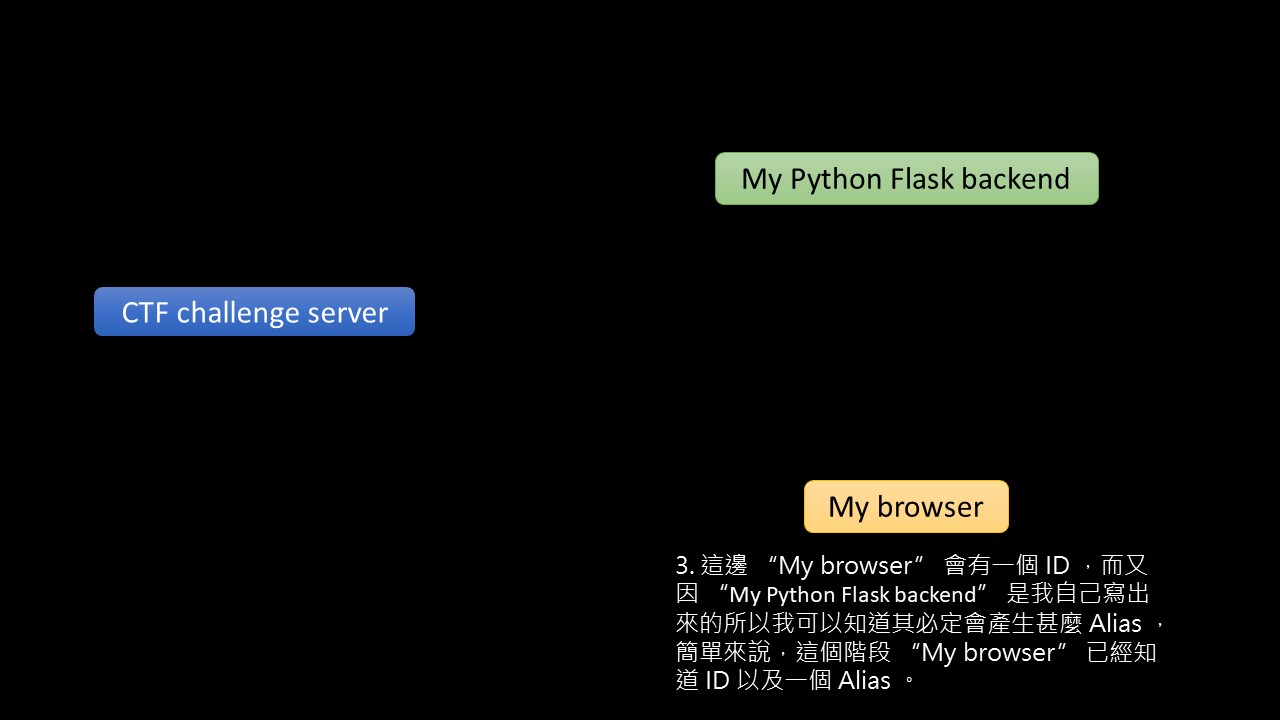 My Python Flask backend
CTF challenge server
My browser
3. 這邊 “My browser” 會有一個 ID ，而又
因 “My Python Flask backend” 是我自己寫出
來的所以我可以知道其必定會產生甚麼 Alias ，
簡單來說，這個階段 “My browser” 已經知
道 ID 以及一個 Alias 。